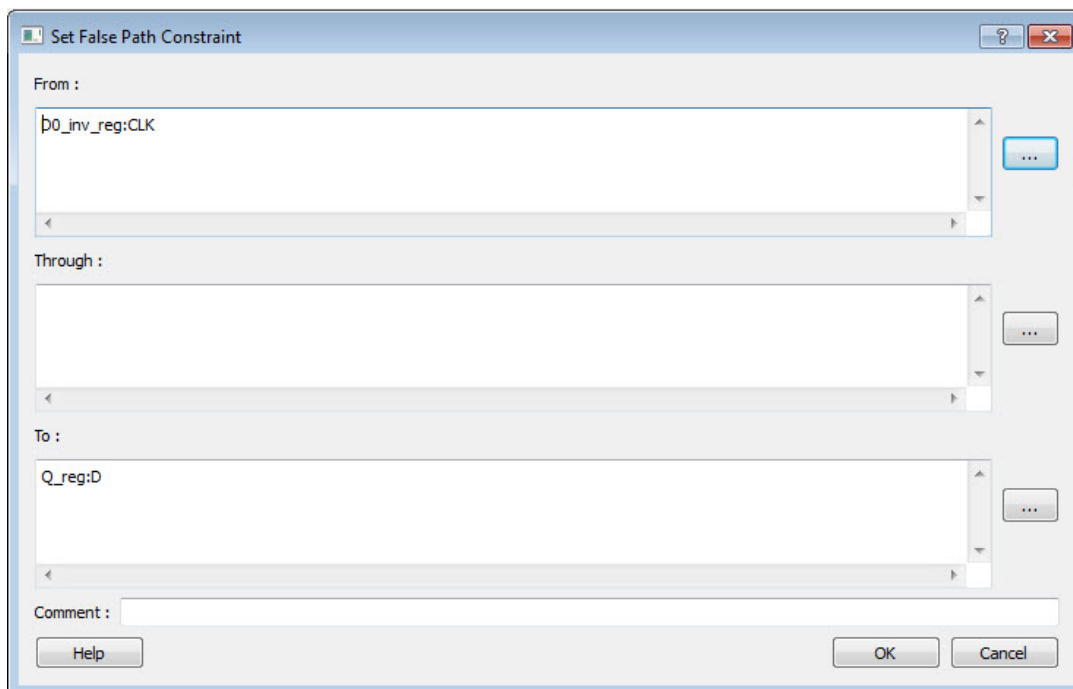 Set False Path Constraint
?
From :
D0_inv_reg:CLK
...
Through :
...
To :
Q_reg:D
...
Comment :
Help
OK
Cancel